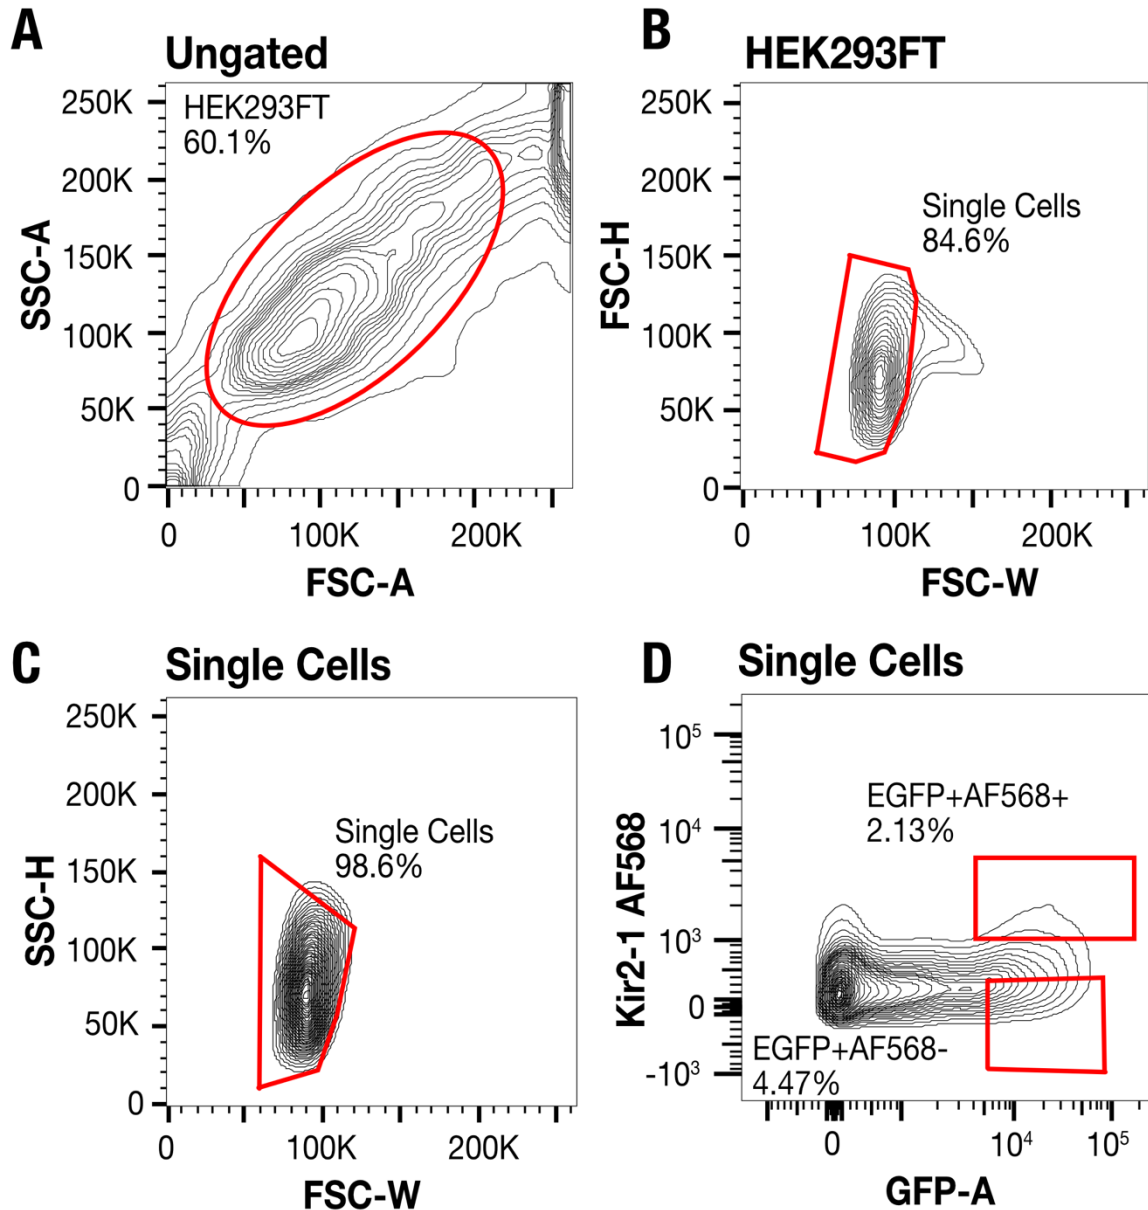 A
Ungated
HEK293FT
60.1%
250K
200K
150K
100K
50K
0
SSC-A
0 100K 200K
FSC-A
B
HEK293FT
Single Cells
84.6%
250K
200K
150K
100K
50K
0
FSC-H
0 100K 200K
FSC-W
C
Single Cells
Single Cells
98.6%
250K
200K
150K
100K
50K
0
SSC-H
0 100K 200K
FSC-W
D
Single Cells
EGFP+AF568+
2.13%
EGFP+AF568-
4.47%
10⁵
10⁴
10³
0
-10³
Kir2-1 AF568
0 10⁴ 10⁵
GFP-A